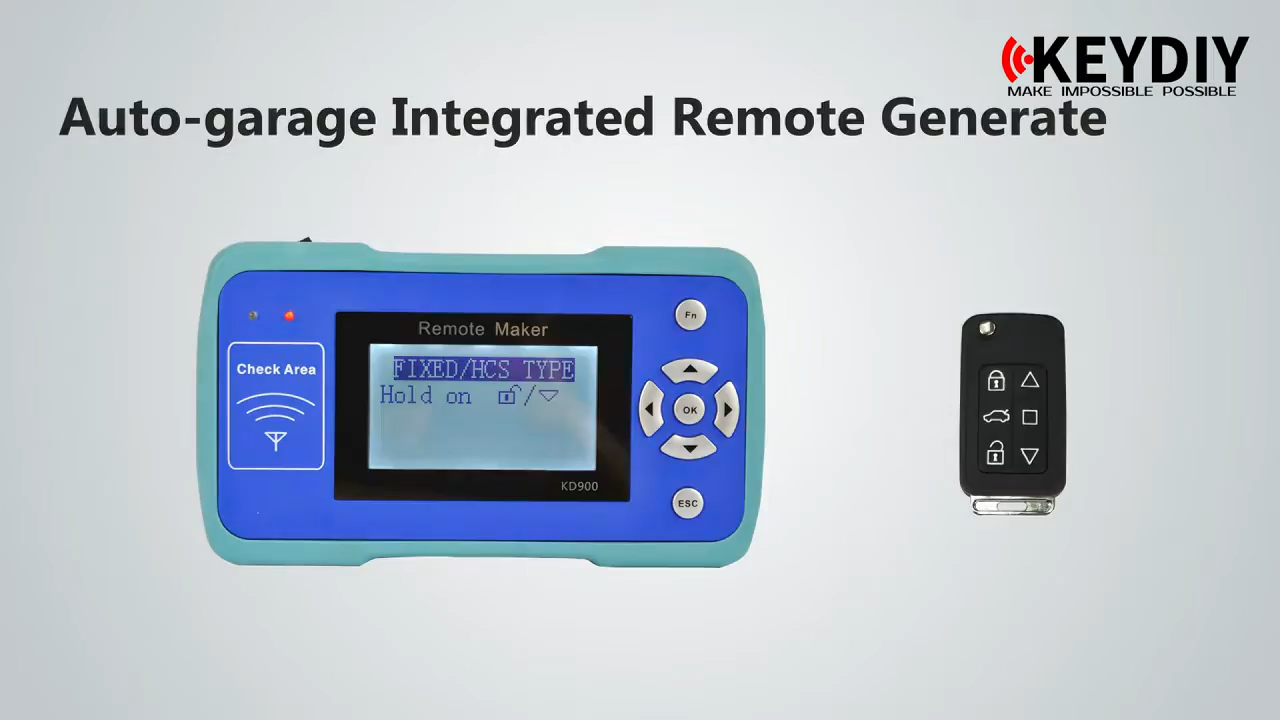 KEYDIY
MAKE IMPOSSIBLE POSSIBLE
Auto-garage Integrated Remote Generate
Remote Maker
FIXED/HCS TYPE
Hold on /
Check Area
KD900
Fn
OK
ESC